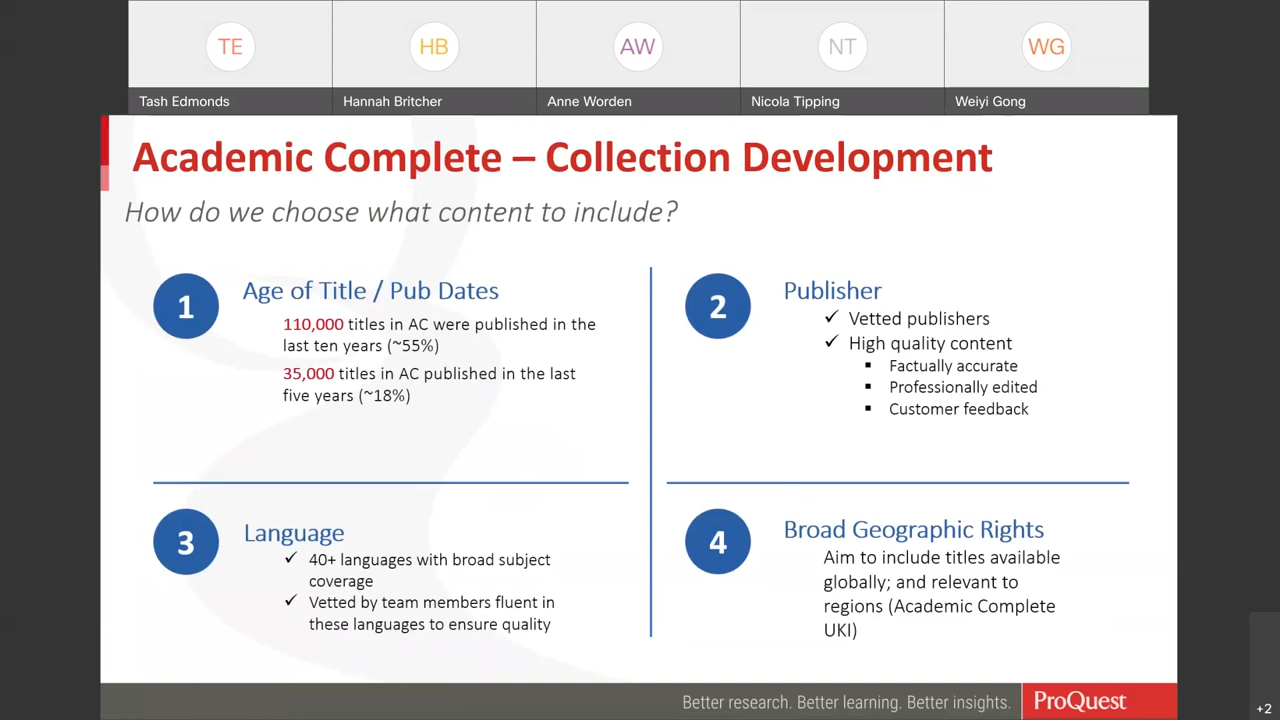 TE
HB
AW
NT
WG
Tash Edmonds
Hannah Britcher
Anne Worden
Nicola Tipping
Weiyi Gong
Academic Complete – Collection Development
How do we choose what content to include?
1
Age of Title / Pub Dates
110,000 titles in AC were published in the
last ten years (~55%)
35,000 titles in AC published in the last
five years (~18%)
2
Publisher
✓ Vetted publishers
✓ High quality content
▪ Factually accurate
▪ Professionally edited
▪ Customer feedback
3
Language
✓ 40+ languages with broad subject
coverage
✓ Vetted by team members fluent in
these languages to ensure quality
4
Broad Geographic Rights
Aim to include titles available
globally; and relevant to
regions (Academic Complete
UKI)
Better research. Better learning. Better insights.
ProQuest
+2